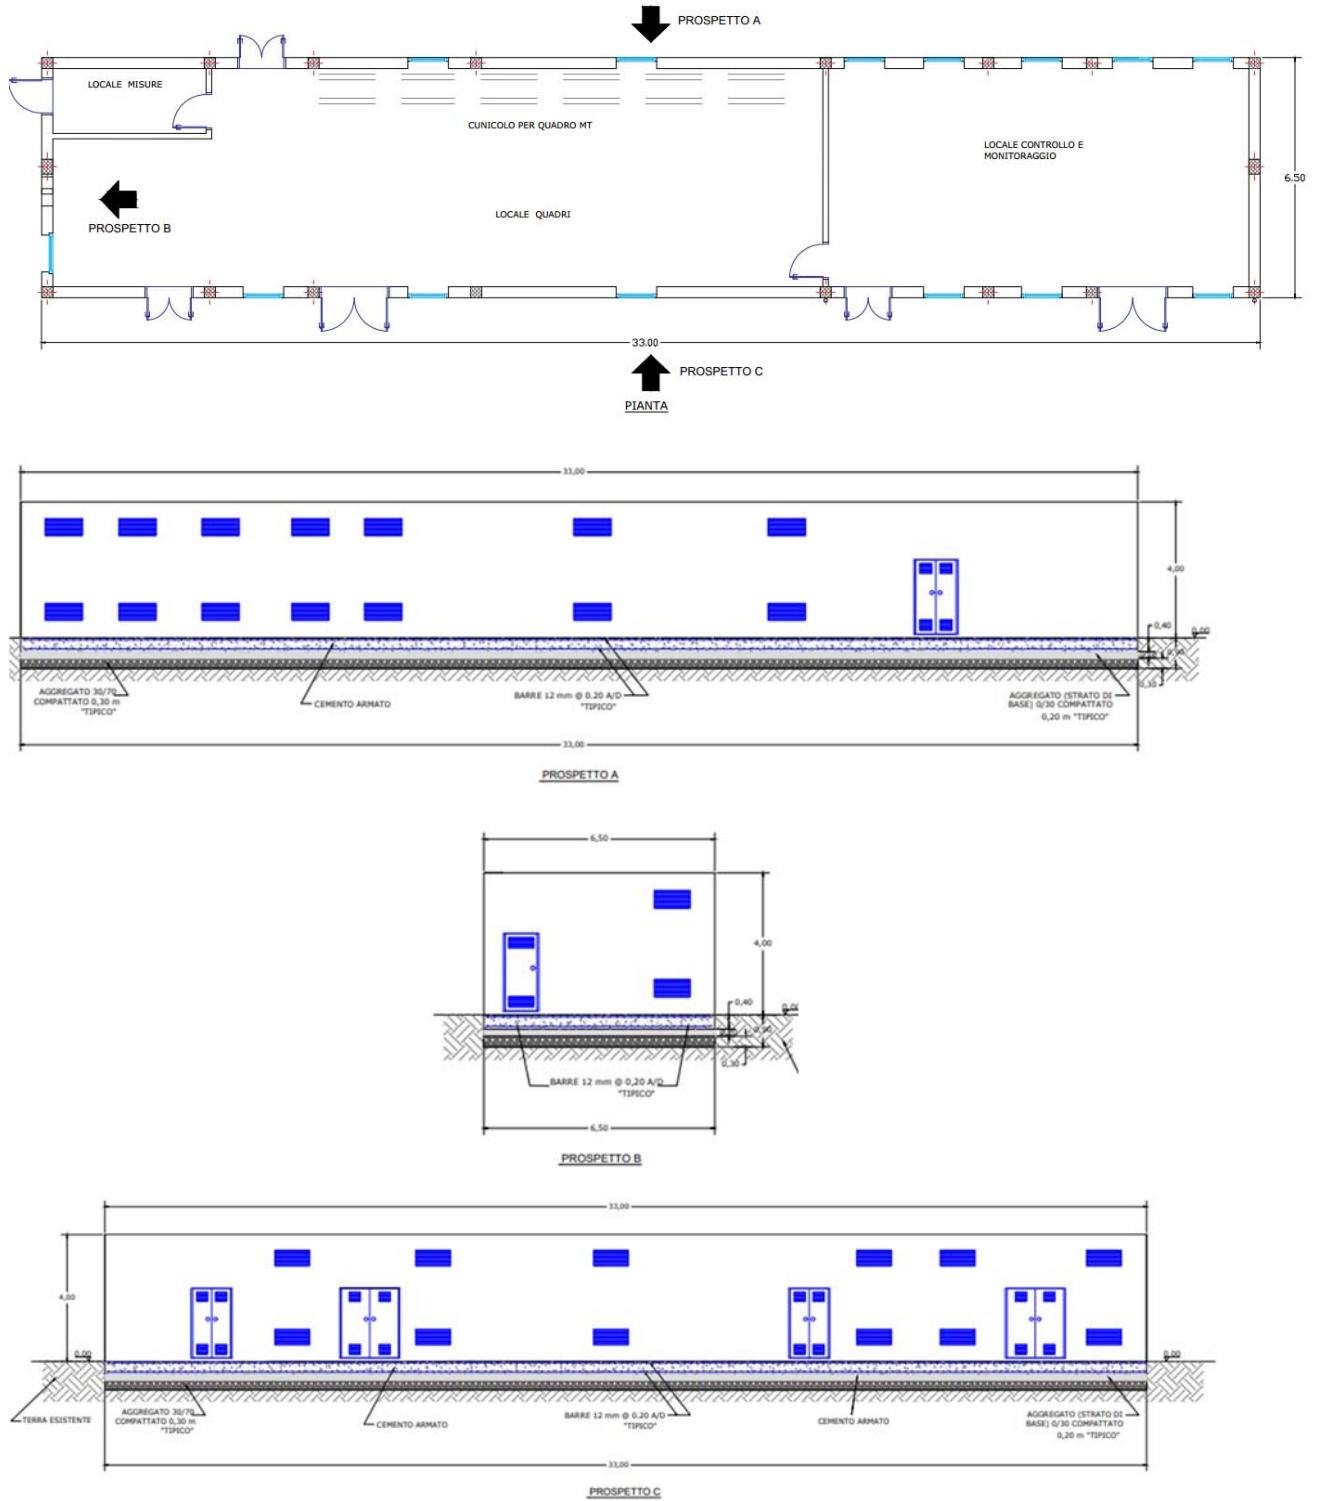 PROSPETTO A
LOCALE MISURE
CUNICOLO PER QUADRO MT
LOCALE CONTROLLO E
MONITORAGGIO
6.50
PROSPETTO B
LOCALE QUADRI
33.00
PROSPETTO C
PIANTA
33,00
4,00
0,40
0,00
0,30
AGGREGATO 30/70
COMPATTATO 0,30 m
"TIPICO"
CEMENTO ARMATO
BARRE 12 mm @ 0.20 A/D
"TIPICO"
AGGREGATO (STRATO DI
BASE) 0/30 COMPATTATO
0,20 m "TIPICO"
33,00
PROSPETTO A
6,50
4,00
0,40
0,30
BARRE 12 mm @ 0,20 A/D
"TIPICO"
6,50
PROSPETTO B
33,00
4,00
0,00
0,00
TERRA ESISTENTE
AGGREGATO 30/70
COMPATTATO 0,30 m
"TIPICO"
CEMENTO ARMATO
BARRE 12 mm @ 0.20 A/D
"TIPICO"
CEMENTO ARMATO
AGGREGATO (STRATO DI
BASE) 0/30 COMPATTATO
0,20 m "TIPICO"
33,00
PROSPETTO C